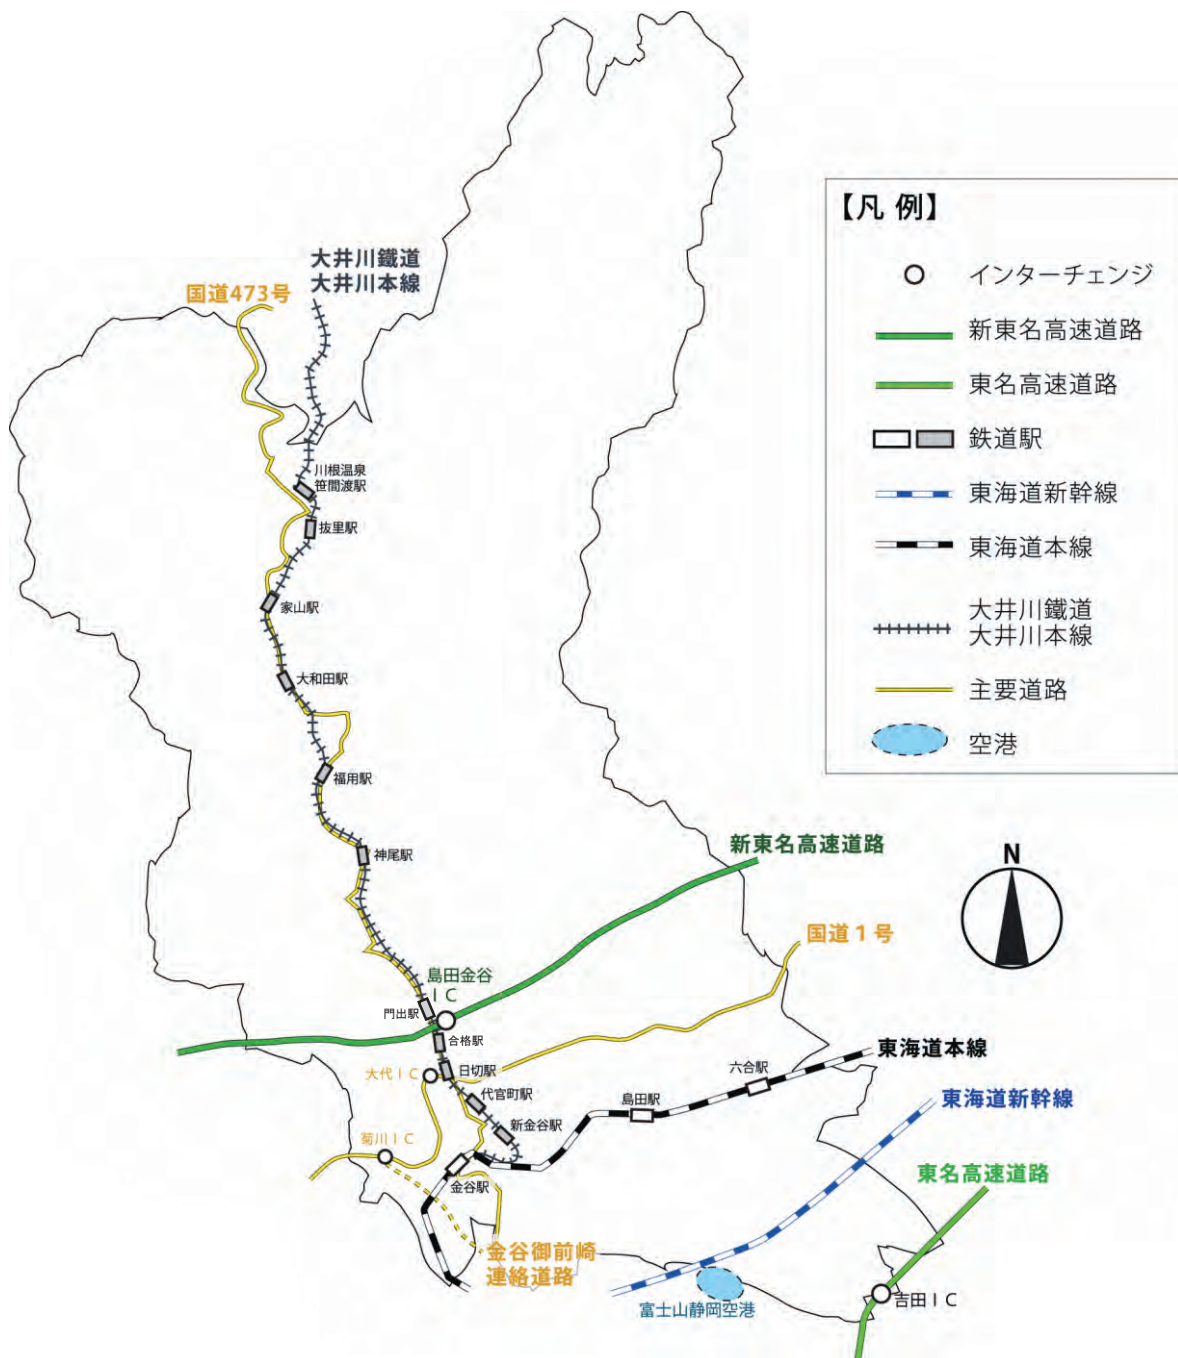 【凡 例】
インターチェンジ
新東名高速道路
東名高速道路
鉄道駅
東海道新幹線
東海道本線
大井川鐵道
大井川本線
主要道路
空港
大井川鐵道
大井川本線
国道473号
川根温泉
笹間渡駅
抜里駅
家山駅
大和田駅
福用駅
神尾駅
新東名高速道路
N
国道1号
島田金谷
IC
門出駅
合格駅
大代IC
日切駅
代官町駅
新金谷駅
菊川IC
金谷駅
島田駅
六合駅
東海道本線
東海道新幹線
東名高速道路
金谷御前崎
連絡道路
富士山静岡空港
吉田IC